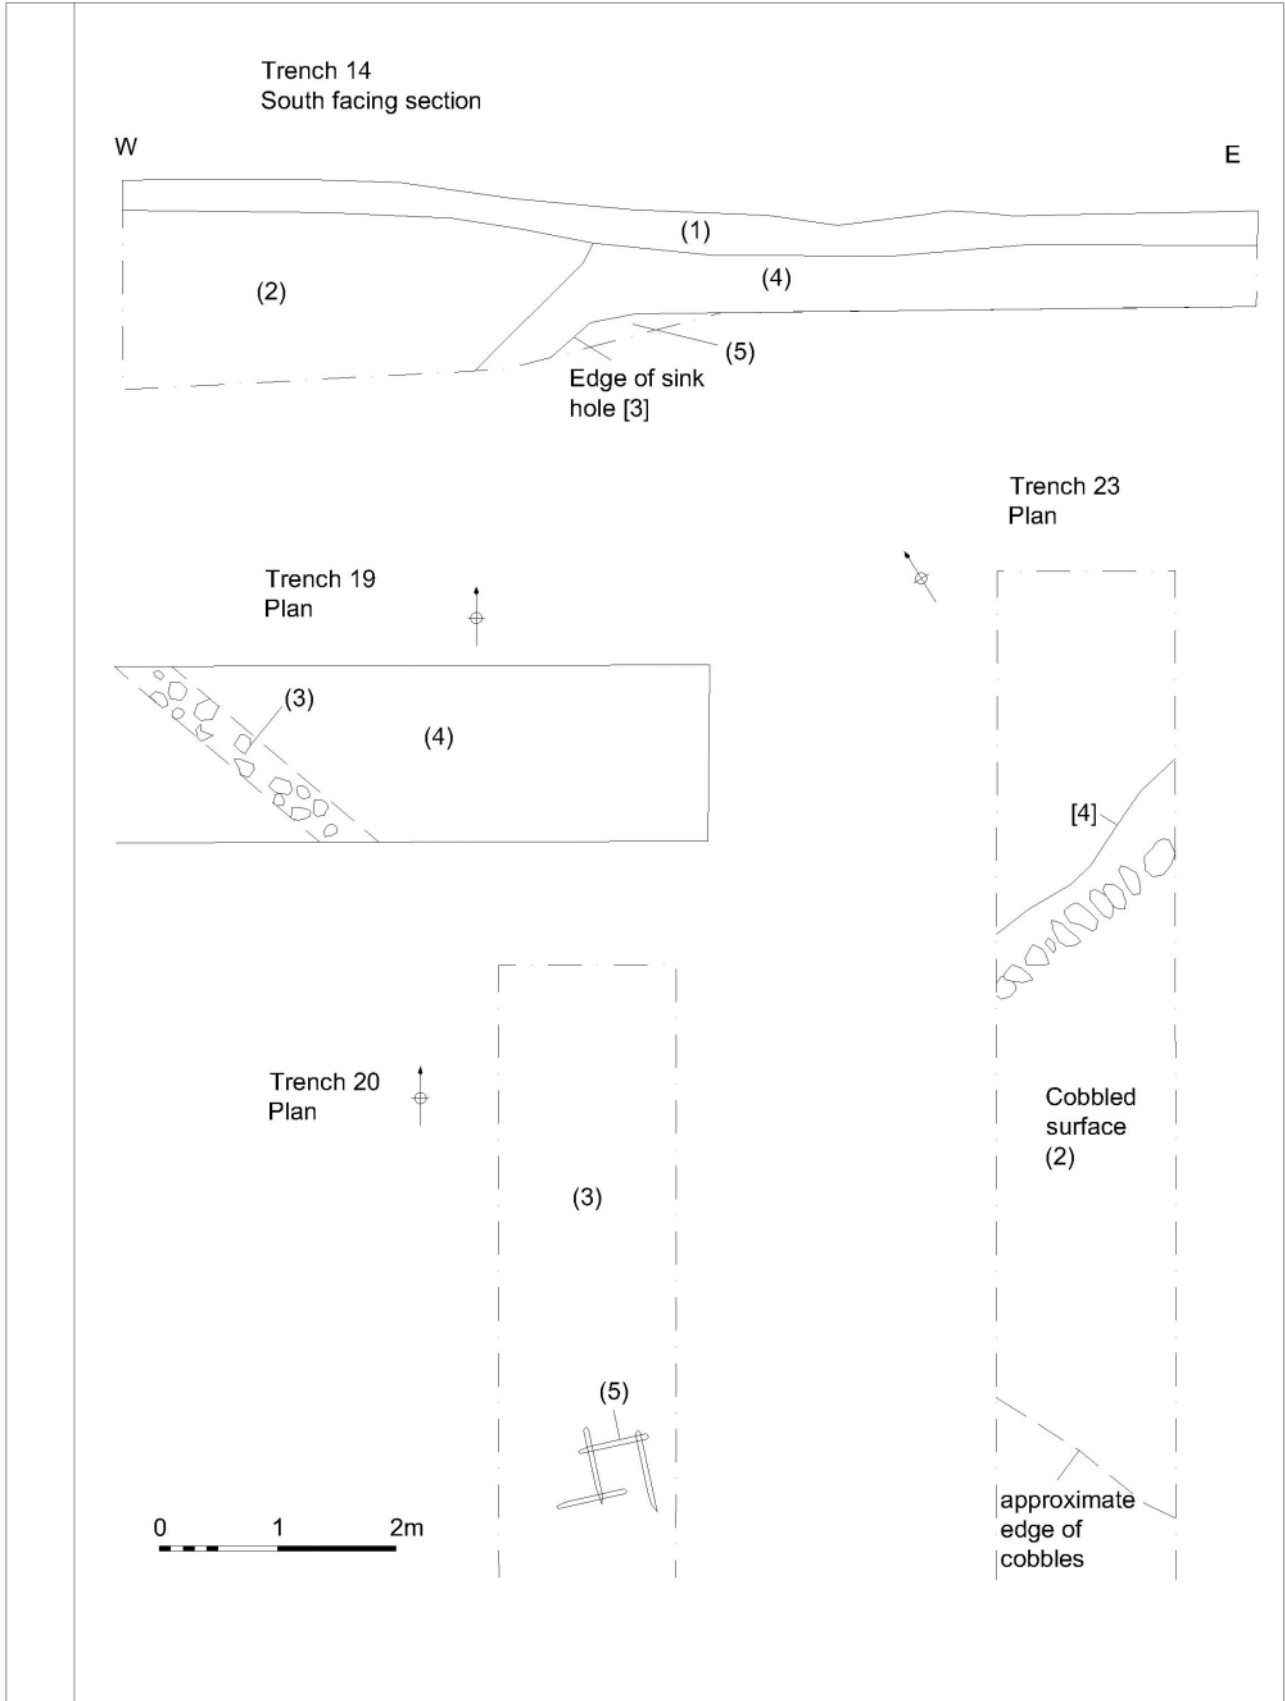 Trench 14
South facing section
W
E
(1)
(2)
(4)
(5)
Edge of sink
hole [3]
Trench 23
Plan
Trench 19
Plan
(3)
(4)
[4]
Trench 20
Plan
Cobbled
surface
(2)
(3)
(5)
approximate
edge of
cobbles
0 1 2m